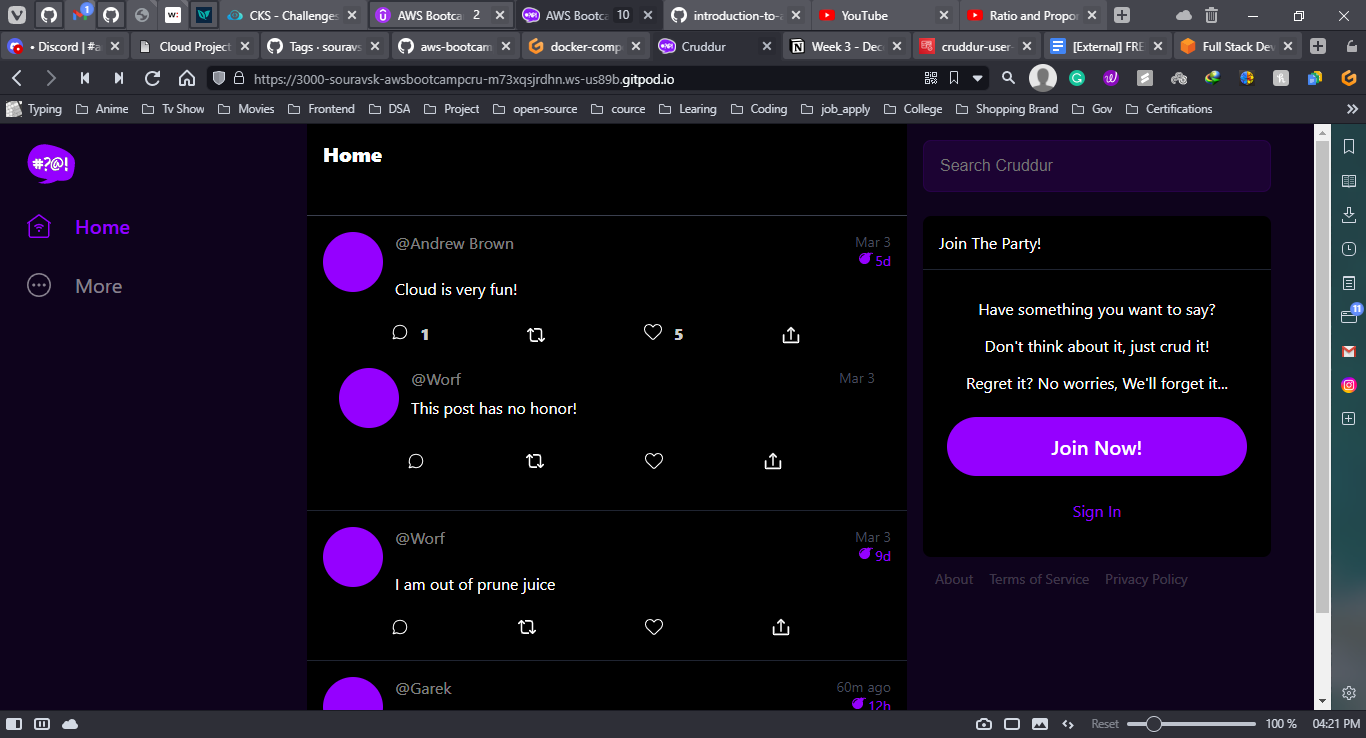 1
CKS - Challenges
AWS Bootca 2
AWS Bootca 10
introduction-to-a
YouTube
Ratio and Propor
• Discord | #a
Cloud Project
Tags · souravs
aws-bootcam
docker-comp
Cruddur
Week 3 - Dec
cruddur-user-
[External] FRE
Full Stack Dev
https://3000-souravsk-awsbootcampcru-m73xqsjrdhn.ws-us89b.gitpod.io
Typing Anime Tv Show Movies Frontend DSA Project open-source cource Learing Coding job_apply College Shopping Brand Gov Certifications
#?@!
Home
More
Home
@Andrew Brown
Mar 3
5d
Cloud is very fun!
1
5
@Worf
Mar 3
This post has no honor!
@Worf
Mar 3
9d
I am out of prune juice
@Garek
60m ago
12h
Search Cruddur
Join The Party!
Have something you want to say?
Don't think about it, just crud it!
Regret it? No worries, We'll forget it...
Join Now!
Sign In
About Terms of Service Privacy Policy
11
Reset 100 % 04:21 PM